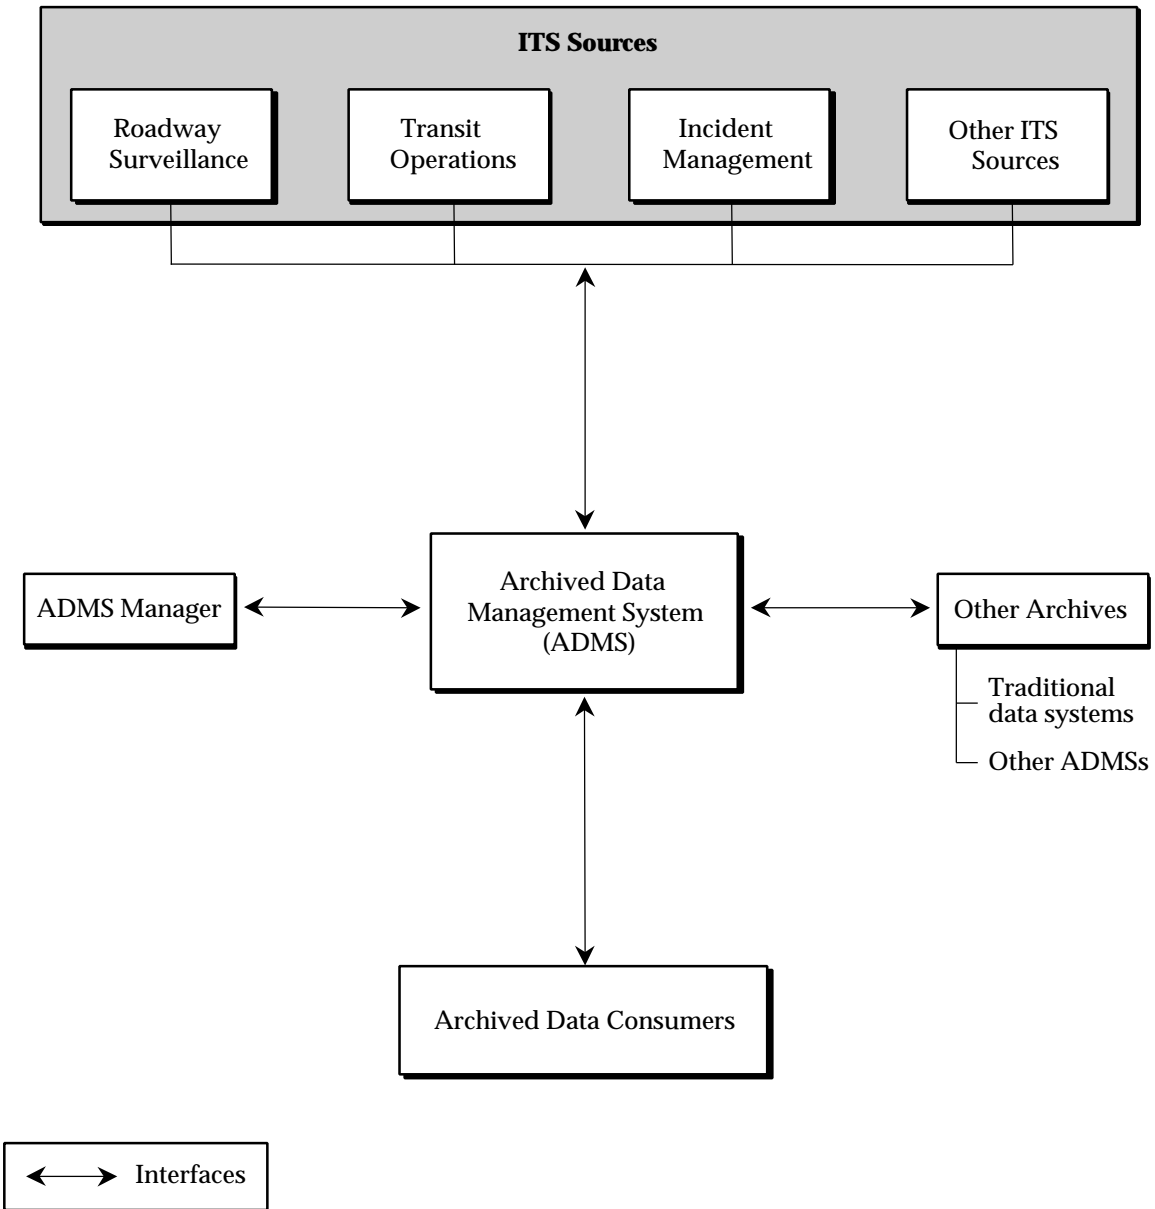 ITS Sources
Roadway
Surveillance
Transit
Operations
Incident
Management
Other ITS
Sources
ADMS Manager
Archived Data
Management System
(ADMS)
Other Archives
Traditional
data systems
Other ADMSs
Archived Data Consumers
Interfaces